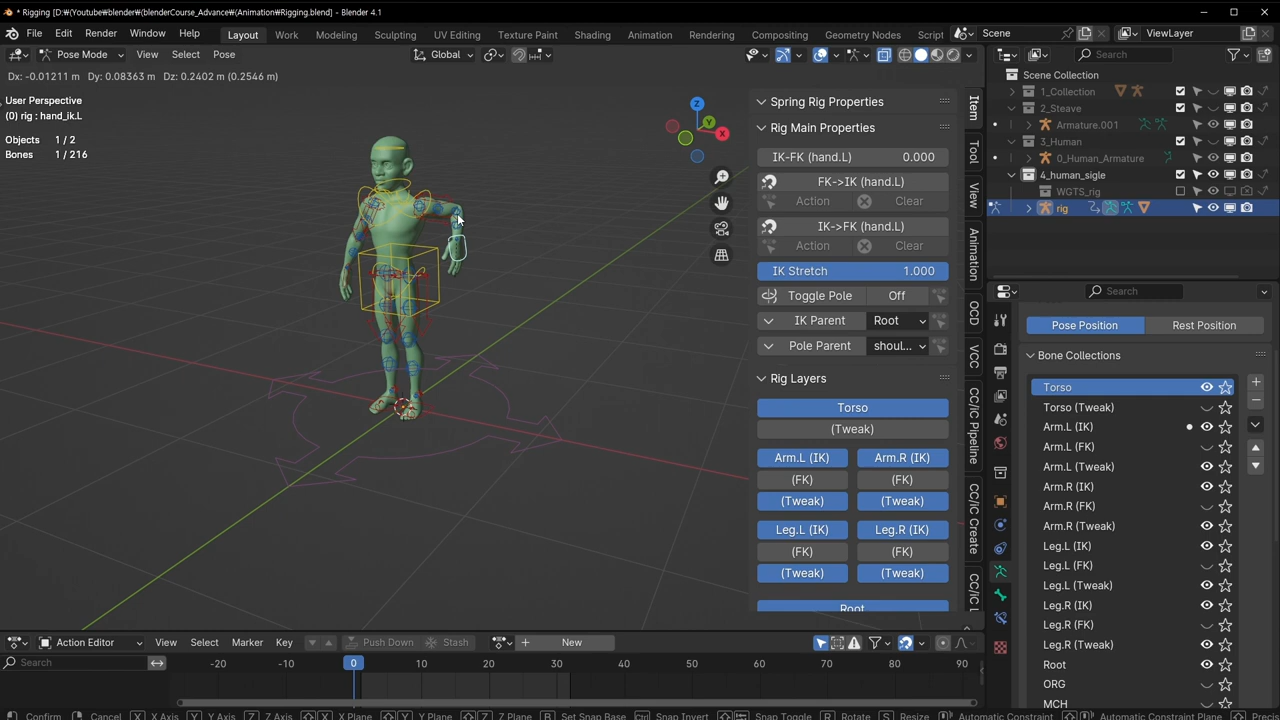 * Rigging [D:₩(Youtube₩blender₩(blenderCourse_Advance₩(Animation₩Rigging.blend] - Blender 4.1
File Edit Render Window Help Layout Modeling Sculpting UV Editing Texture Paint Shading Animation Rendering Compositing Geometry Nodes Script Scene ViewLayer
Pose Mode View Select Pose Global Search
Dx: -0.01211 m Dy: 0.08363 m Dz: 0.2402 m (0.2546 m)
User Perspective
(0) rig : hand_ik.L
Objects 1 / 2
Bones 1 / 216
Z
Y
X
Spring Rig Properties
Rig Main Properties
IK-FK (hand.L) 0.000
FK->IK (hand.L)
Action Clear
IK->FK (hand.L)
Action Clear
IK Stretch 1.000
Toggle Pole Off
IK Parent Root
Pole Parent shoul...
Rig Layers
Torso
(Tweak)
Arm.L (IK) Arm.R (IK)
(FK) (FK)
(Tweak) (Tweak)
Leg.L (IK) Leg.R (IK)
(FK) (FK)
(Tweak) (Tweak)
Root
Item
Tool
View
Animation
OCD
VCC
CC/iC Pipeline
CC/iC Create
Scene Collection
1_Collection
2_Steave
Armature.001
3_Human
0_Human_Armature
4_human_sigle
WGTS_rig
rig
Search
Pose Position Rest Position
Bone Collections
Torso
Torso (Tweak)
Arm.L (IK)
Arm.L (FK)
Arm.L (Tweak)
Arm.R (IK)
Arm.R (FK)
Arm.R (Tweak)
Leg.L (IK)
Leg.L (FK)
Leg.L (Tweak)
Leg.R (IK)
Leg.R (FK)
Leg.R (Tweak)
Root
ORG
MCH
Action Editor View Select Marker Key Push Down Stash New
Search
-20 -10 0 10 20 30 40 50 60 70 80 90
Confirm Cancel X X Axis Y Y Axis Z Z Axis X X Plane Y Y Plane Z Z Plane B Set Snap Base Ctrl Snap Invert Snap Toggle R Rotate S Resize Automatic Constraint Automatic Constraint Plane